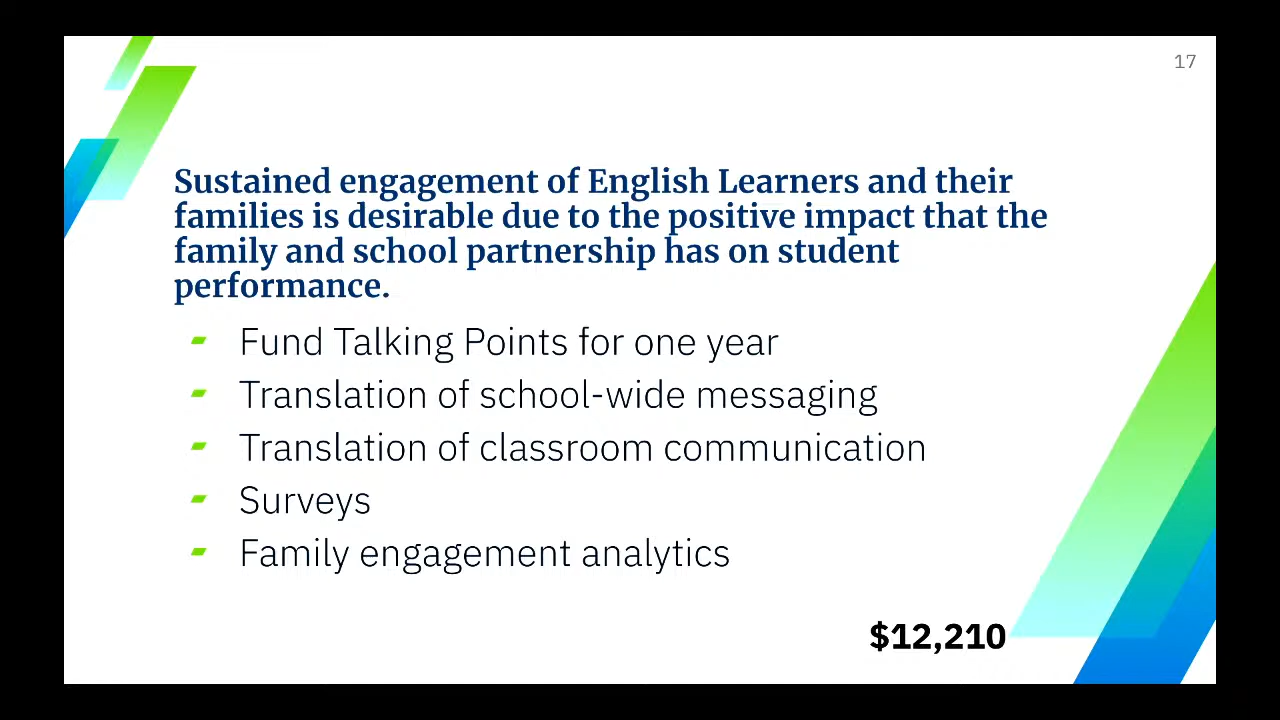 17
Sustained engagement of English Learners and their
families is desirable due to the positive impact that the
family and school partnership has on student
performance.
Fund Talking Points for one year
Translation of school-wide messaging
Translation of classroom communication
Surveys
Family engagement analytics
$12,210